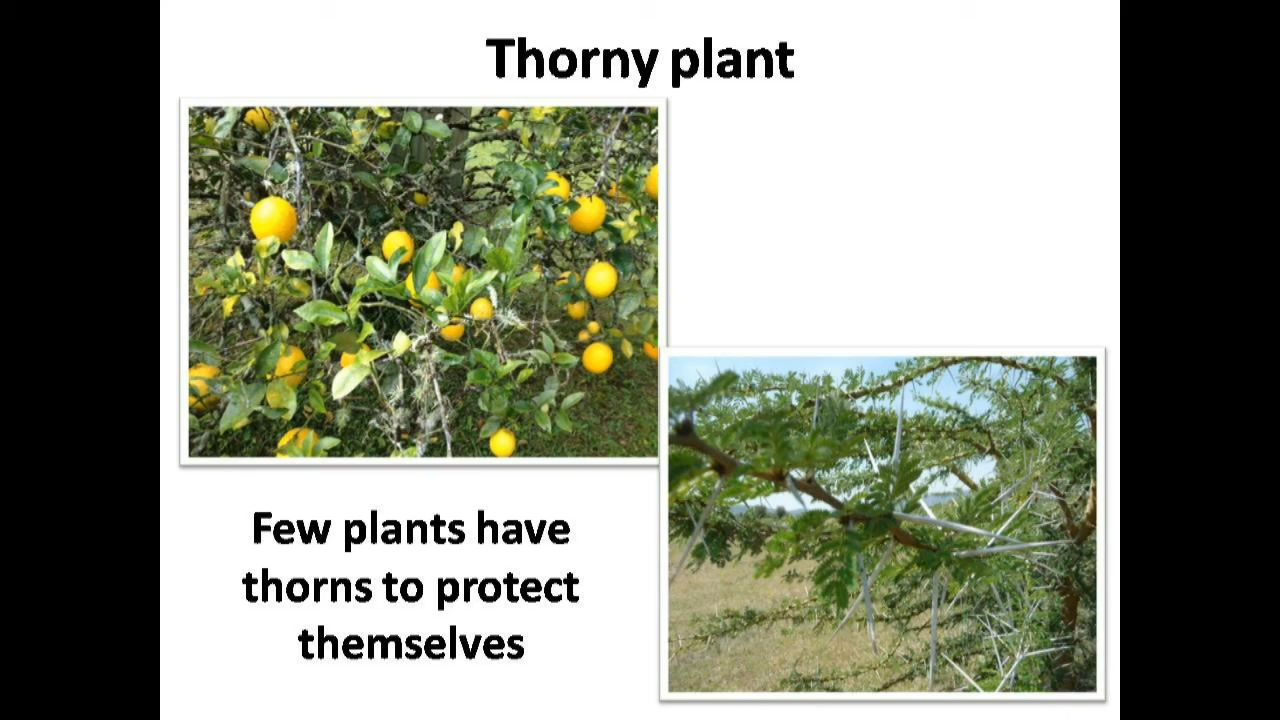 Thorny plant
Few plants have
thorns to protect
themselves